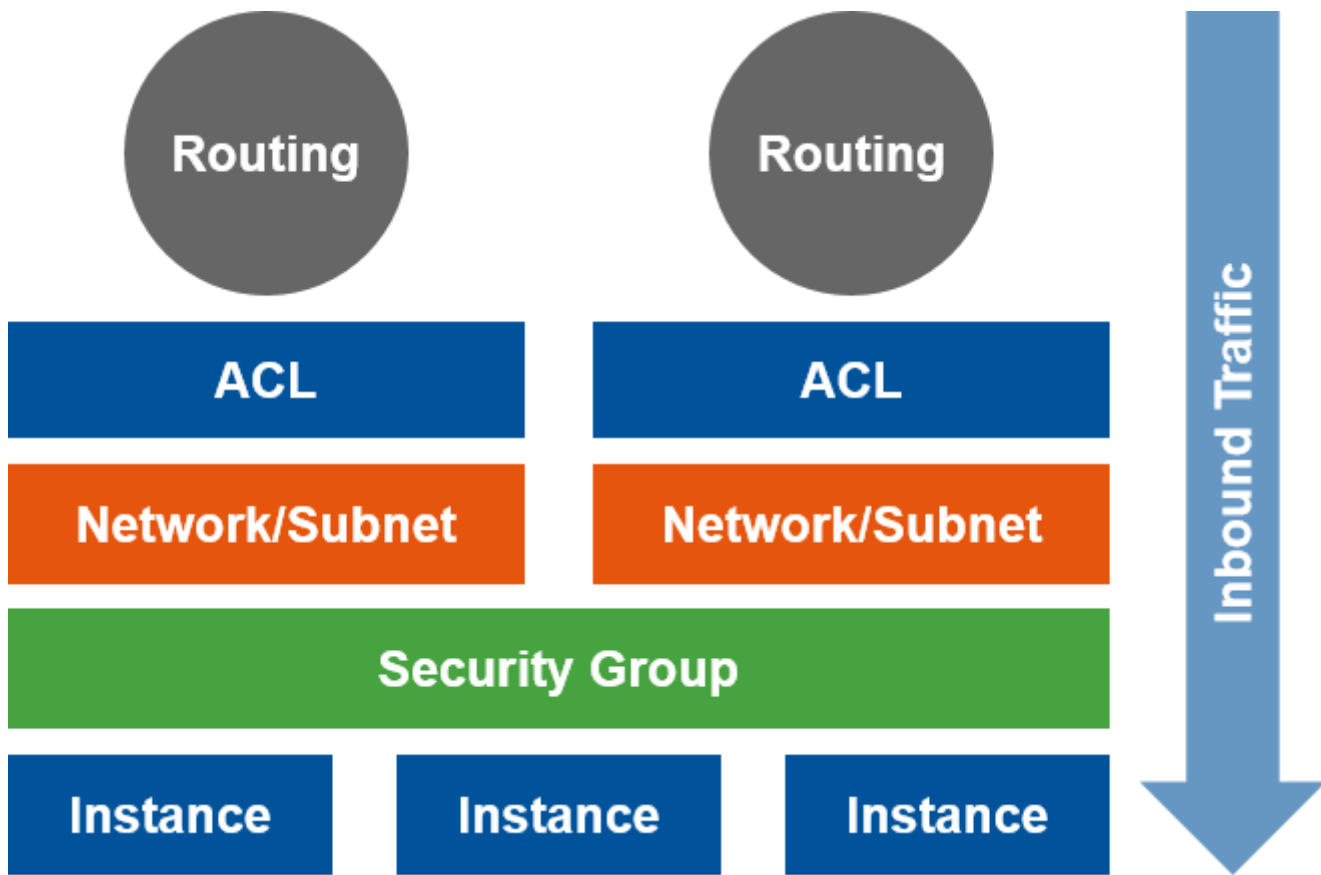 Routing
Routing
ACL
ACL
Network/Subnet
Network/Subnet
Security Group
Instance
Instance
Instance
Inbound Traffic